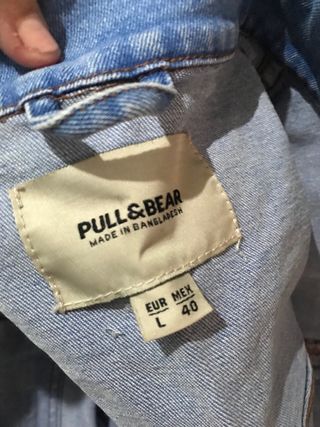 PULL&BEAR
MADE IN BANGLADESH
EUR MEX
L 40